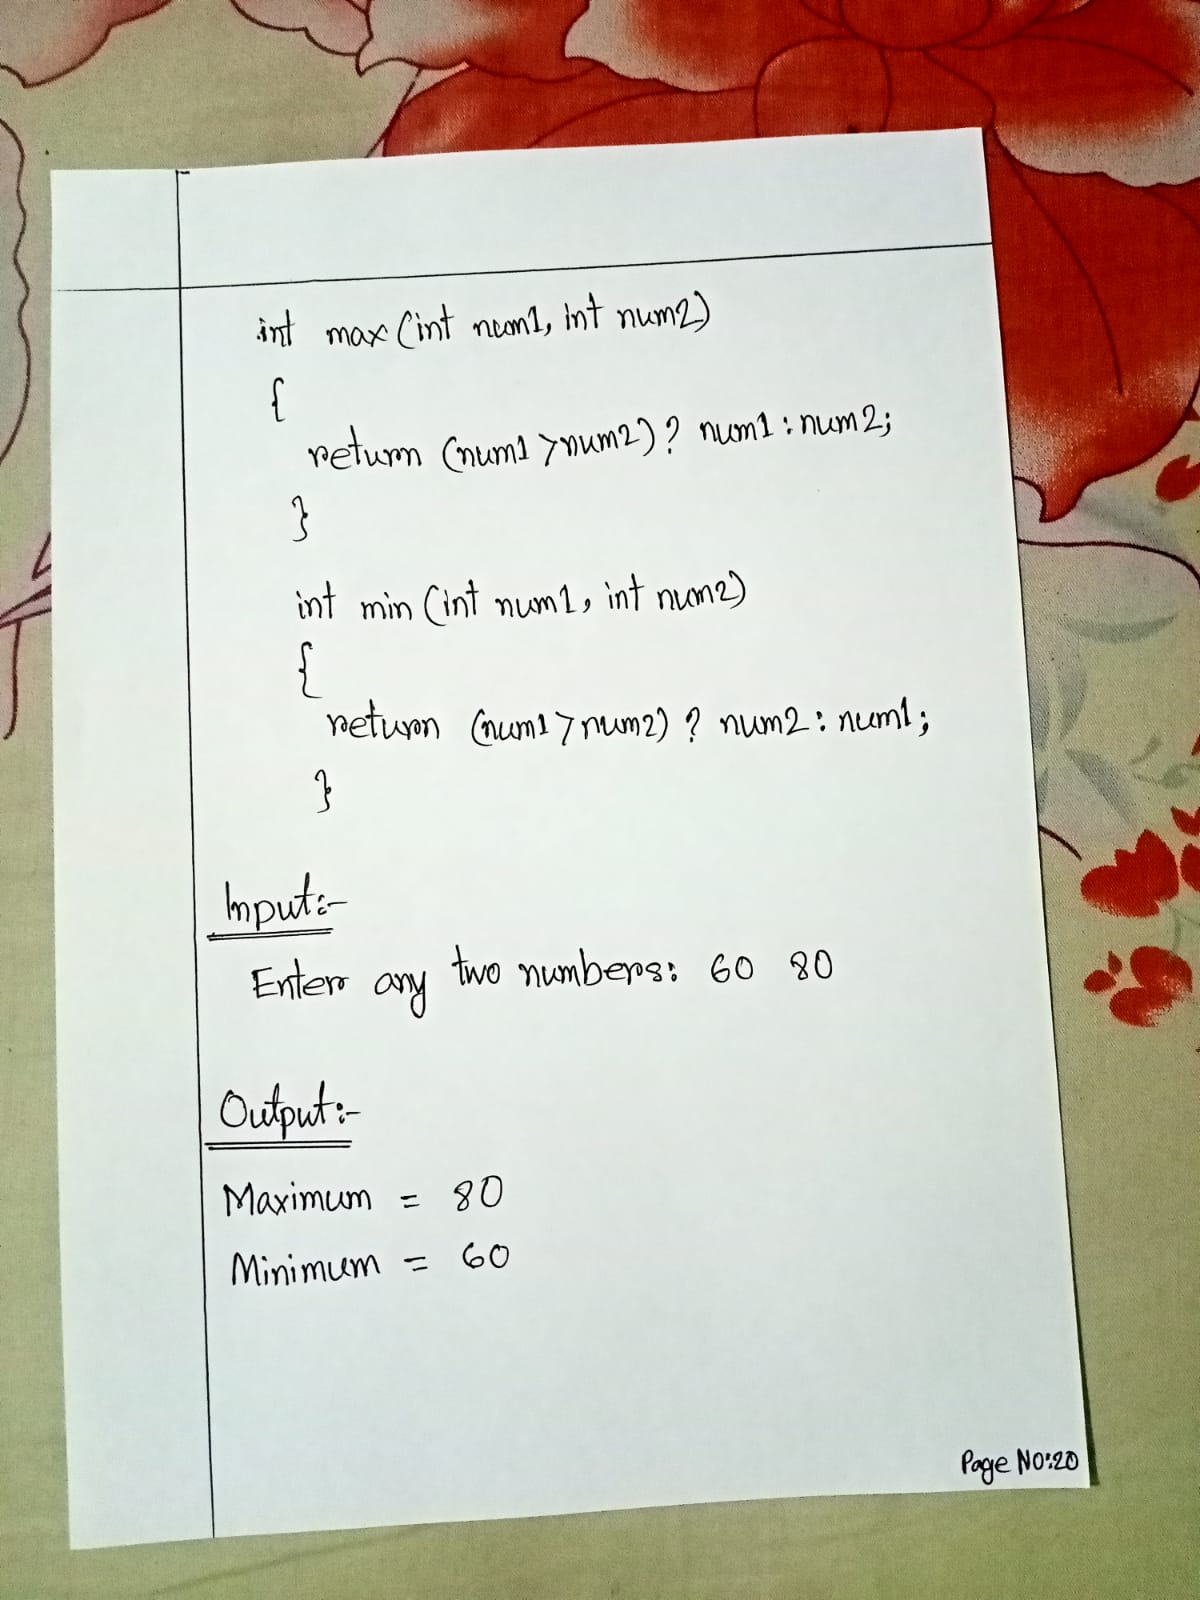 int max (int num1, int num2)
{
return (num1 >num2) ? num1 : num2;
}
int min (int num1, int num2)
{
return (num1 > num2) ? num2 : num1;
}
Input:-
Enter any two numbers: 60 80
Output:-
Maximum = 80
Minimum = 60
Page No:20